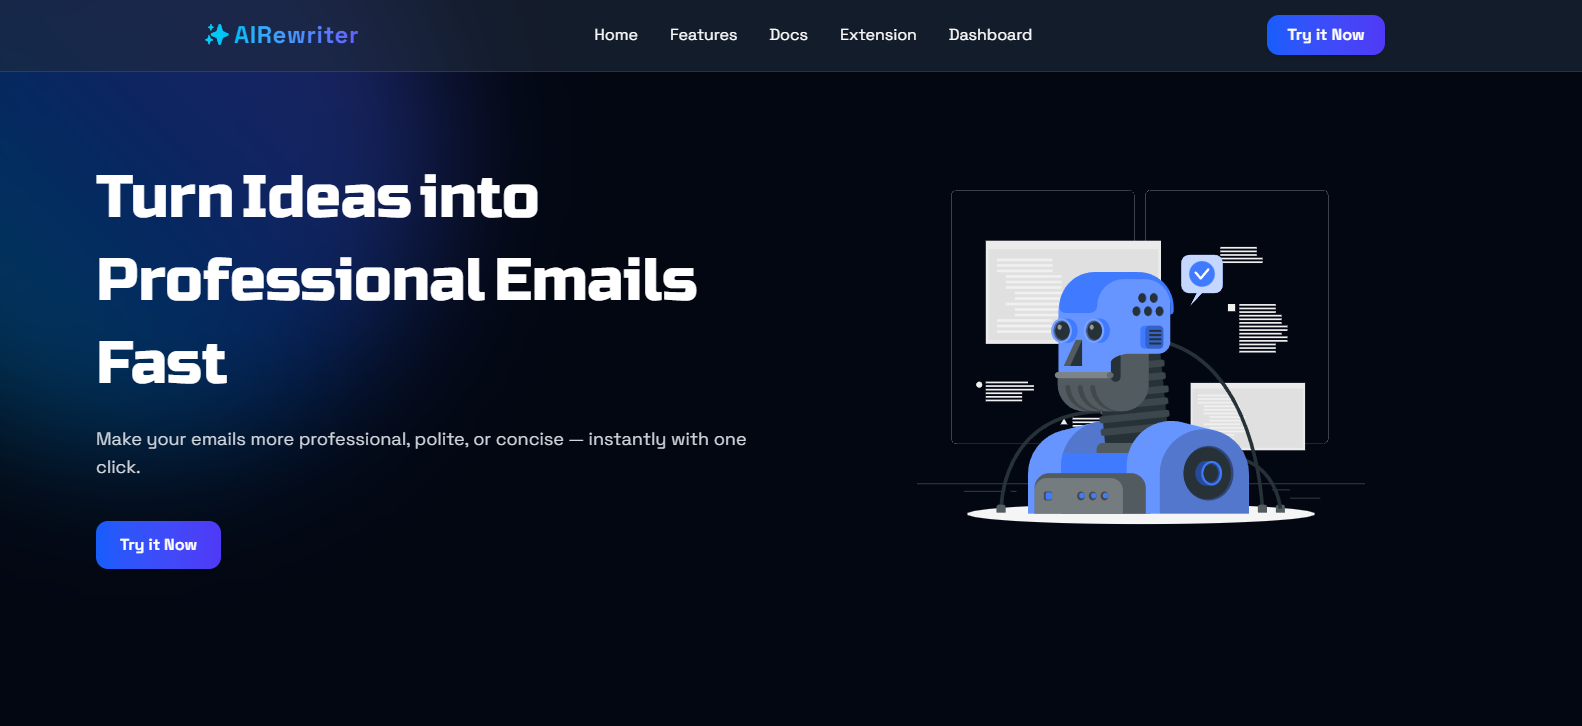 AIRewriter
Home Features Docs Extension Dashboard
Try it Now
Turn Ideas into
Professional Emails
Fast
Make your emails more professional, polite, or concise — instantly with one
click.
Try it Now